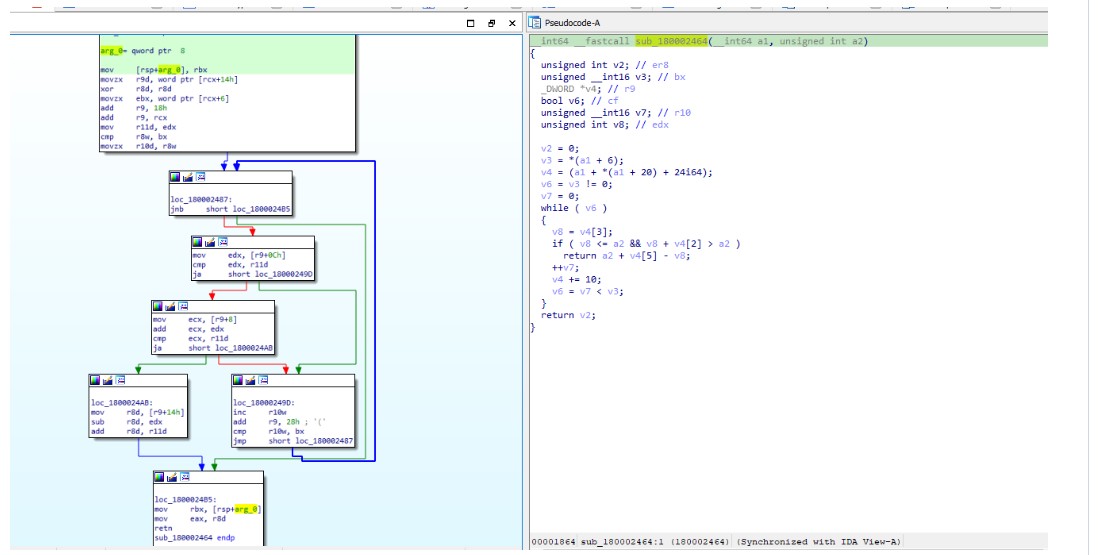 arg_0= qword ptr  8
mov     [rsp+arg_0], rbx
movzx   r9d, word ptr [rcx+14h]
xor     r8d, r8d
movzx   ebx, word ptr [rcx+6]
add     r9, 18h
add     r9, rcx
mov     r11d, edx
cmp     r8w, bx
movzx   r10d, r8w
loc_180002487:
jnb     short loc_1800024B5
mov     edx, [r9+0Ch]
cmp     edx, r11d
ja      short loc_18000249D
mov     ecx, [r9+8]
add     ecx, edx
cmp     ecx, r11d
ja      short loc_1800024AB
loc_1800024AB:
mov     r8d, [r9+14h]
sub     r8d, edx
add     r8d, r11d
loc_18000249D:
inc     r10w
add     r9, 28h ; '('
cmp     r10w, bx
jmp     short loc_180002487
loc_1800024B5:
mov     rbx, [rsp+arg_0]
mov     eax, r8d
retn
sub_180002464 endp
Pseudocode-A
__int64 __fastcall sub_180002464(__int64 a1, unsigned int a2)
{
  unsigned int v2; // er8
  unsigned __int16 v3; // bx
  _DWORD *v4; // r9
  bool v6; // cf
  unsigned __int16 v7; // r10
  unsigned int v8; // edx
  v2 = 0;
  v3 = *(a1 + 6);
  v4 = (a1 + *(a1 + 20) + 24i64);
  v6 = v3 != 0;
  v7 = 0;
  while ( v6 )
  {
    v8 = v4[3];
    if ( v8 <= a2 && v8 + v4[2] > a2 )
      return a2 + v4[5] - v8;
    ++v7;
    v4 += 10;
    v6 = v7 < v3;
  }
  return v2;
}
00001864 sub_180002464:1 (180002464) (Synchronized with IDA View-A)